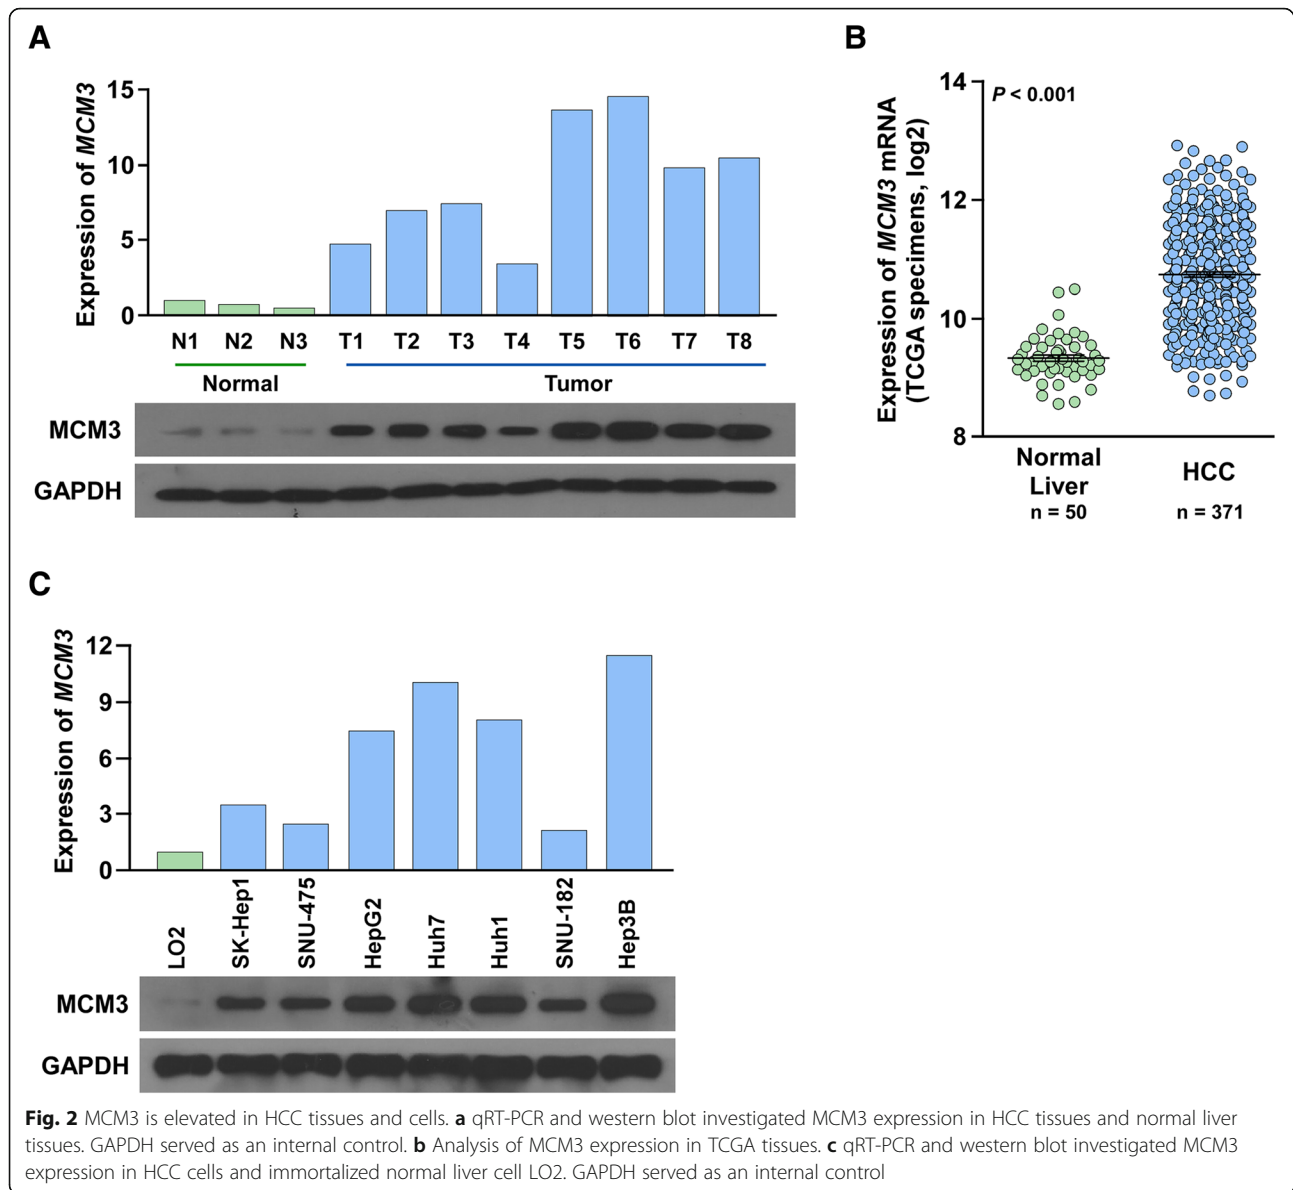 A
Expression of MCM3
15
10
5
0
N1 N2 N3 T1 T2 T3 T4 T5 T6 T7 T8
Normal Tumor
MCM3
GAPDH
B
Expression of MCM3 mRNA
(TCGA specimens, log2)
14
12
10
8
P < 0.001
Normal
Liver
n = 50
HCC
n = 371
C
Expression of MCM3
12
9
6
3
0
LO2
SK-Hep1
SNU-475
HepG2
Huh7
Huh1
SNU-182
Hep3B
MCM3
GAPDH
Fig. 2 MCM3 is elevated in HCC tissues and cells. a qRT-PCR and western blot investigated MCM3 expression in HCC tissues and normal liver
tissues. GAPDH served as an internal control. b Analysis of MCM3 expression in TCGA tissues. c qRT-PCR and western blot investigated MCM3
expression in HCC cells and immortalized normal liver cell LO2. GAPDH served as an internal control